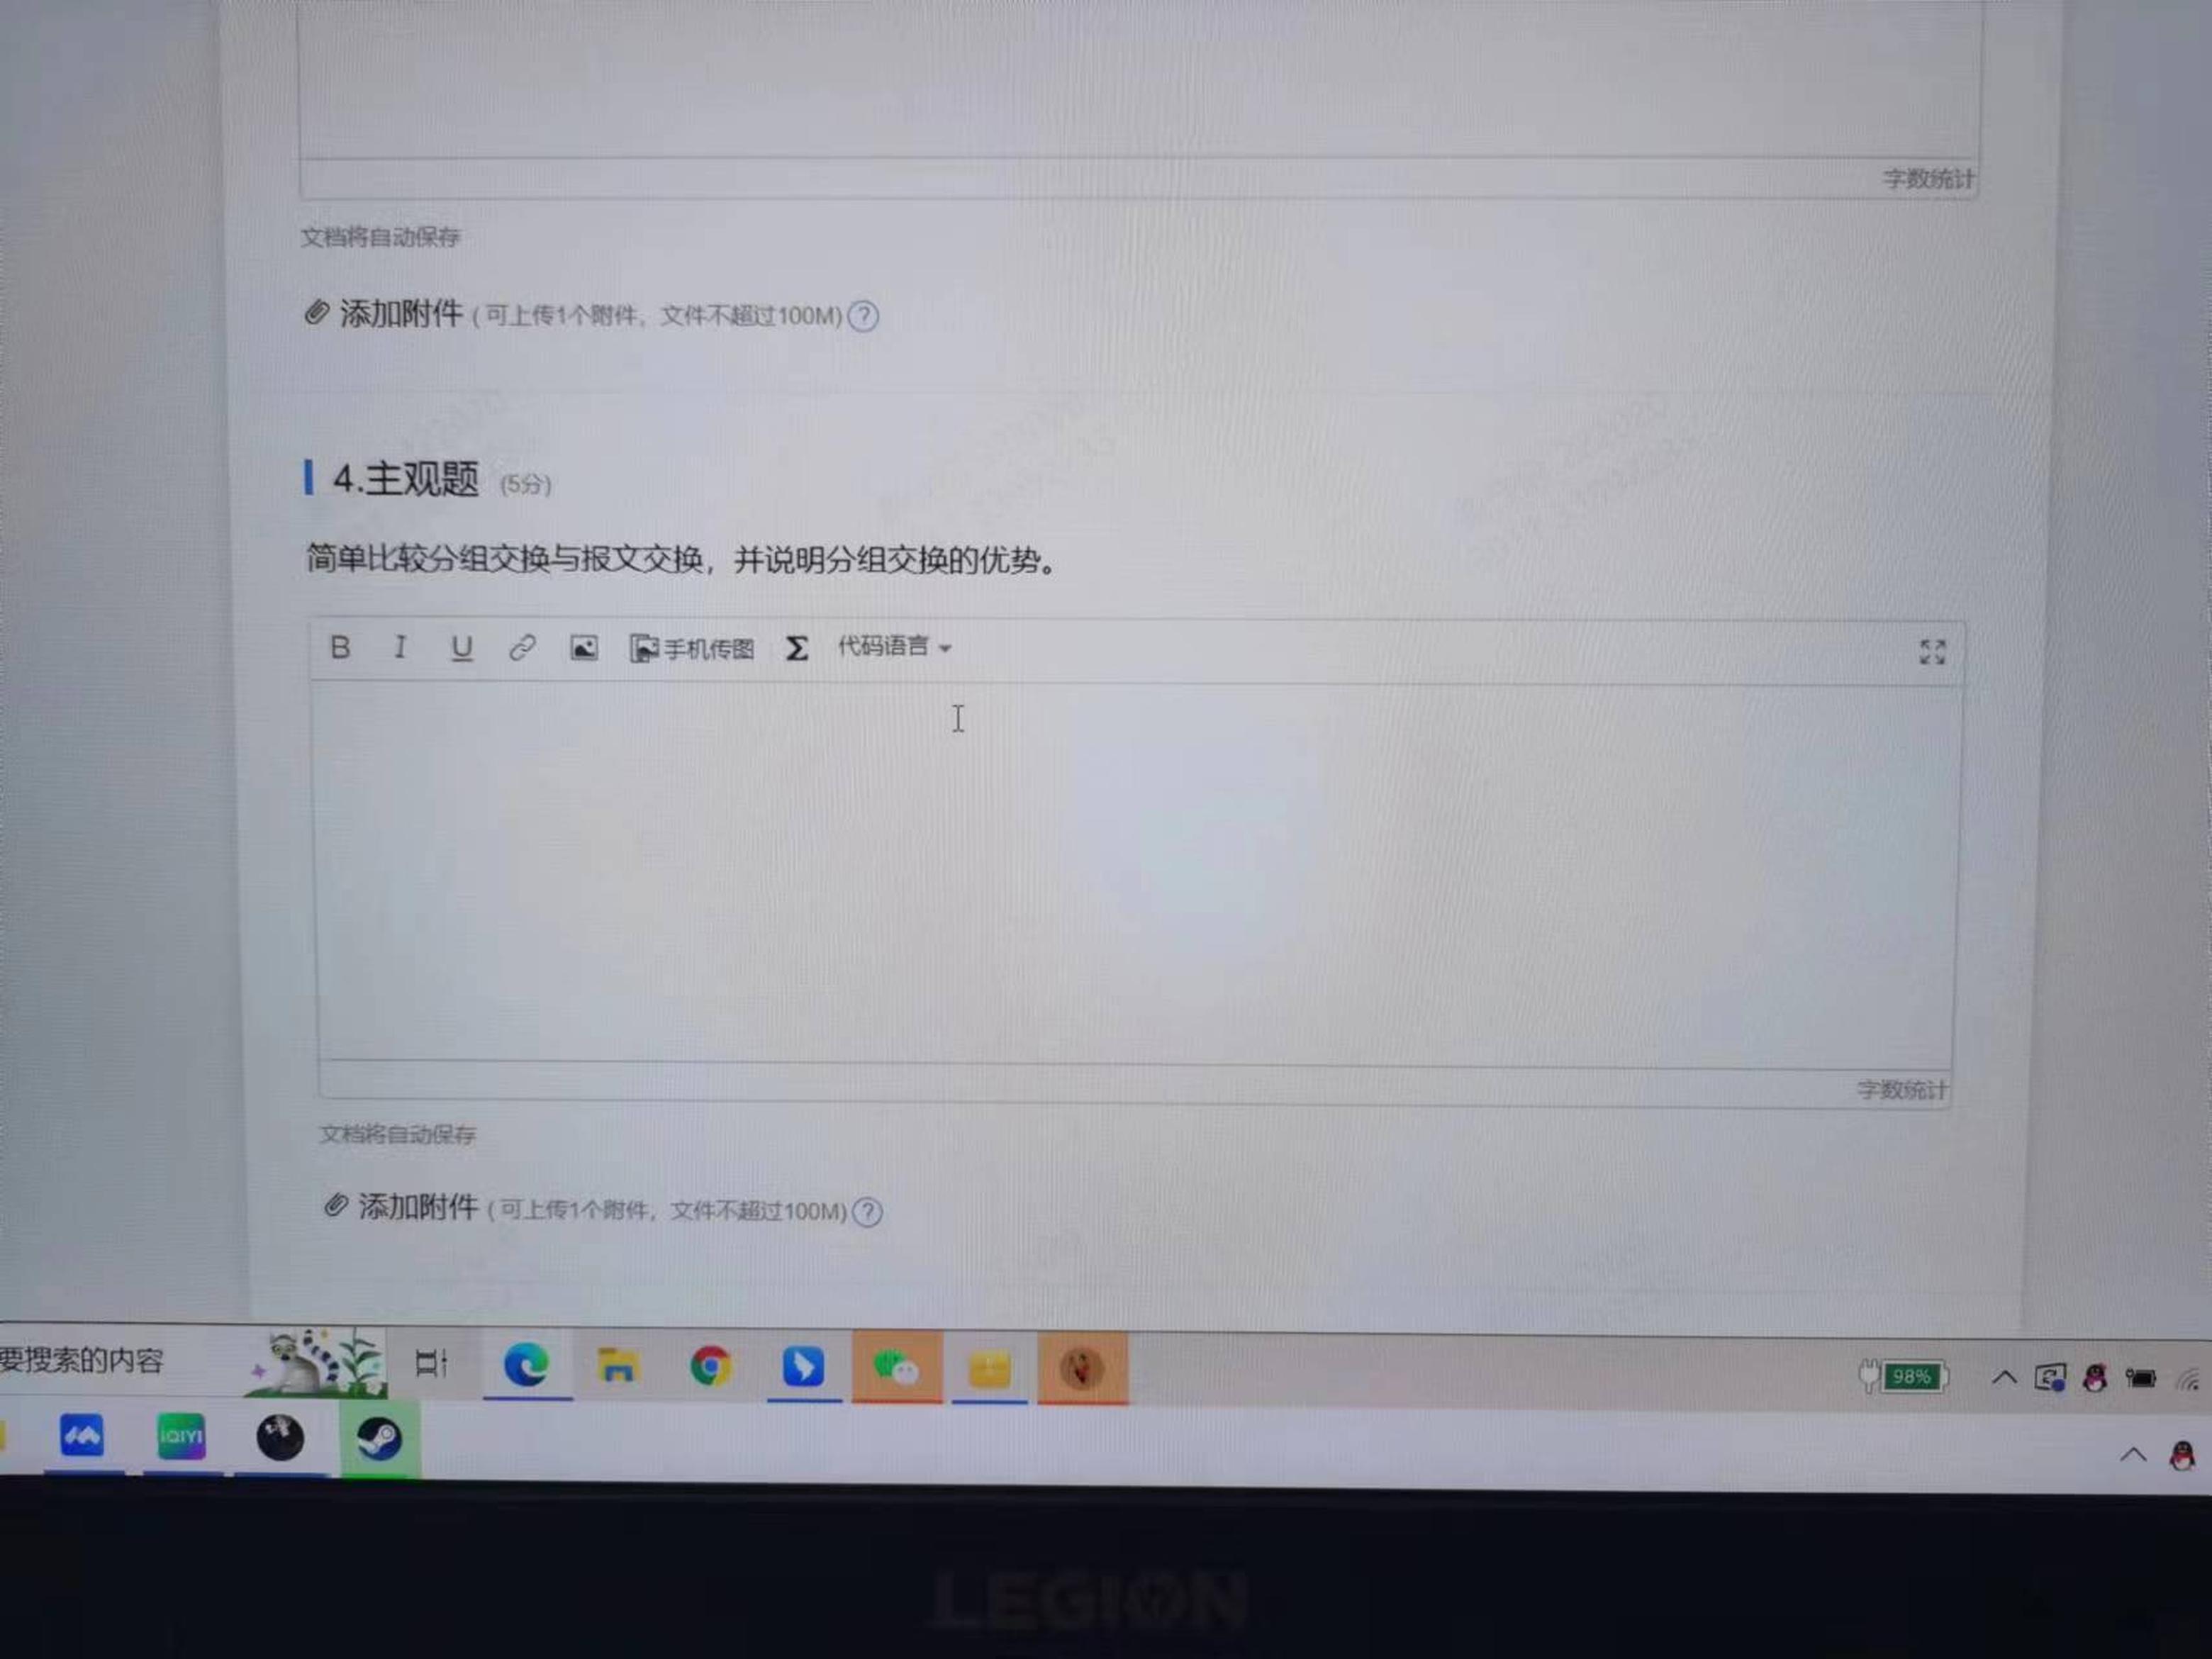 字数统计
文档将自动保存
添加附件 (可上传1个附件，文件不超过100M) ?
4.主观题 (5分)
简单比较分组交换与报文交换，并说明分组交换的优势。
B I U 手机传图 Σ 代码语言
字数统计
文档将自动保存
添加附件 (可上传1个附件，文件不超过100M) ?
要搜索的内容
98%
iQIYI
LEGION